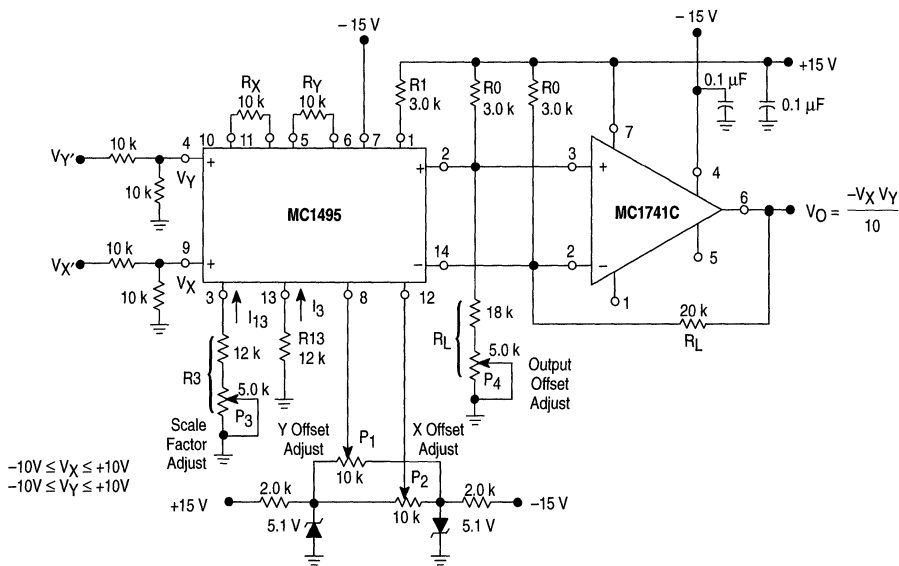 – 15 V
– 15 V
+15 V
RX
10 k
RY
10 k
R1
3.0 k
R0
3.0 k
R0
3.0 k
0.1 µF
0.1 µF
VY'
10 k
4
VY
10 k
10
11
5
6
7
1
+
+
2
3
+
7
4
MC1495
MC1741C
6
VO = –VX VY
10
VX'
10 k
9
VX
10 k
+
–
14
2
–
5
1
3
I13
13
I3
8
12
20 k
RL
R3
12 k
5.0 k
P3
R13
12 k
RL
18 k
5.0 k
P4
Output
Offset
Adjust
Scale
Factor
Adjust
Y Offset
Adjust
P1
10 k
X Offset
Adjust
P2
10 k
–10V ≤ VX ≤ +10V
–10V ≤ VY ≤ +10V
+15 V
2.0 k
2.0 k
–15 V
5.1 V
5.1 V